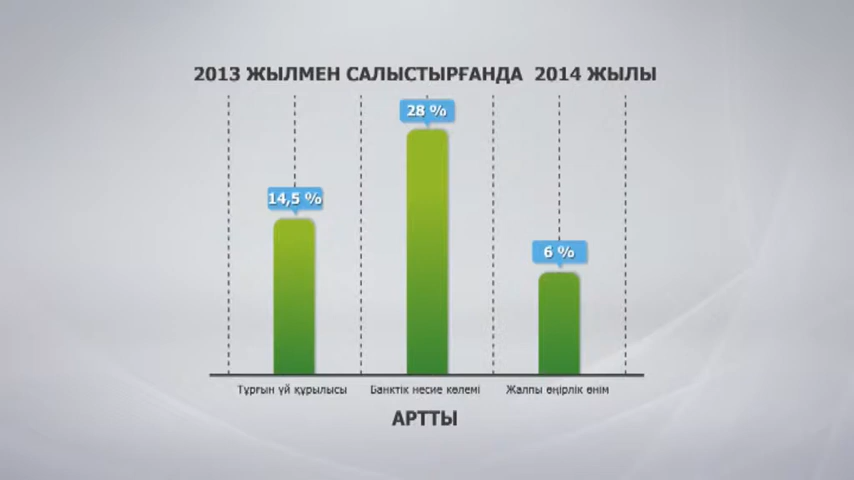 2013 ЖЫЛМЕН САЛЫСТЫРҒАНДА 2014 ЖЫЛЫ
28 %
14,5 %
6 %
Тұрғын үй құрылысы
Банктік несие көлемі
Жалпы өңірлік өнім
АРТТЫ